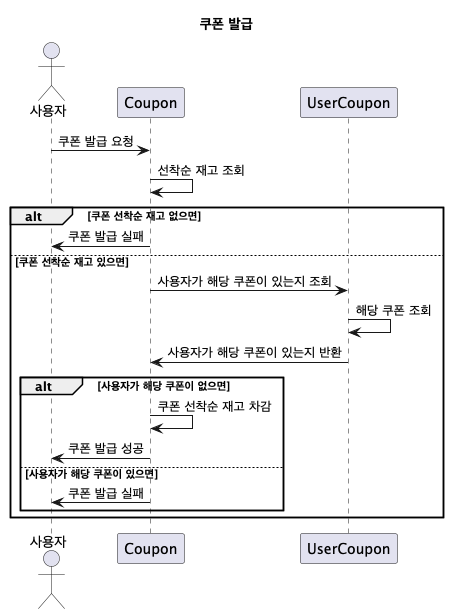 쿠폰 발급
사용자
Coupon
UserCoupon
쿠폰 발급 요청
선착순 재고 조회
alt
[쿠폰 선착순 재고 없으면]
쿠폰 발급 실패
[쿠폰 선착순 재고 있으면]
사용자가 해당 쿠폰이 있는지 조회
해당 쿠폰 조회
사용자가 해당 쿠폰이 있는지 반환
alt
[사용자가 해당 쿠폰이 없으면]
쿠폰 선착순 재고 차감
쿠폰 발급 성공
[사용자가 해당 쿠폰이 있으면]
쿠폰 발급 실패
사용자
Coupon
UserCoupon